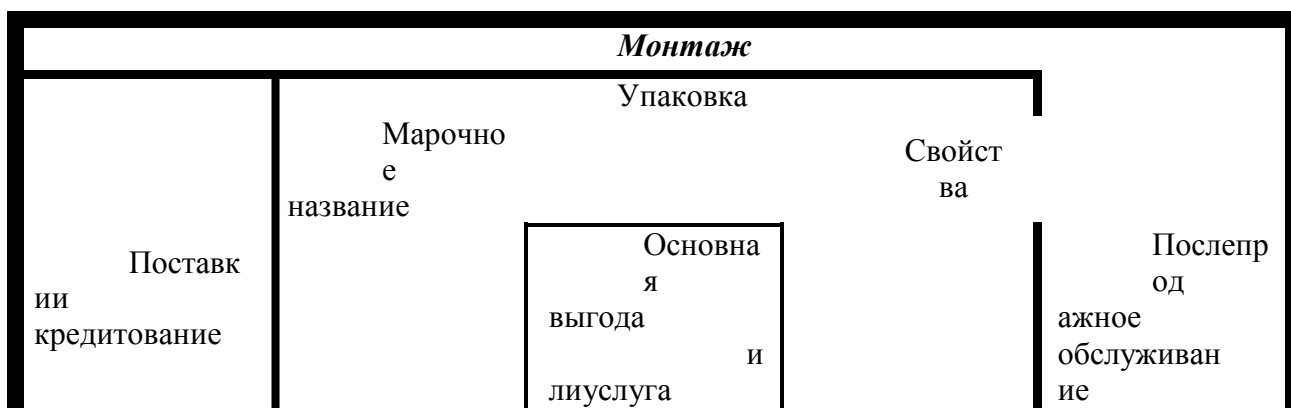 Монтаж
Упаковка
Марочно
е
название
Свойст
ва
Поставк
ии
кредитование
Основна
я
выгода
и
лиуслуга
Послепр
од
ажное
обслуживан
ие